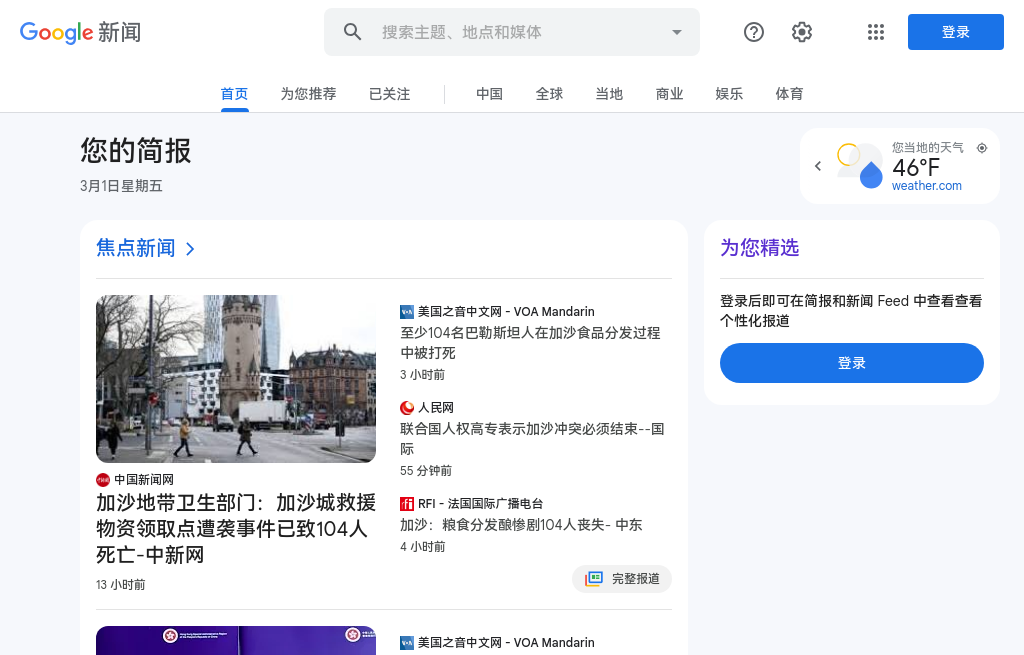 Google 新闻
搜索主题、地点和媒体
登录
首页
为您推荐
已关注
中国
全球
当地
商业
娱乐
体育
您的简报
3月1日星期五
您当地的天气
46°F
weather.com
焦点新闻
中国新闻网
加沙地带卫生部门：加沙城救援
物资领取点遭袭事件已致104人
死亡-中新网
13 小时前
美国之音中文网 - VOA Mandarin
至少104名巴勒斯坦人在加沙食品分发过程
中被打死
3 小时前
人民网
联合国人权高专表示加沙冲突必须结束--国
际
55 分钟前
RFI - 法国国际广播电台
加沙：粮食分发酿惨剧104人丧失- 中东
4 小时前
完整报道
美国之音中文网 - VOA Mandarin
为您精选
登录后即可在简报和新闻 Feed 中查看查看
个性化报道
登录